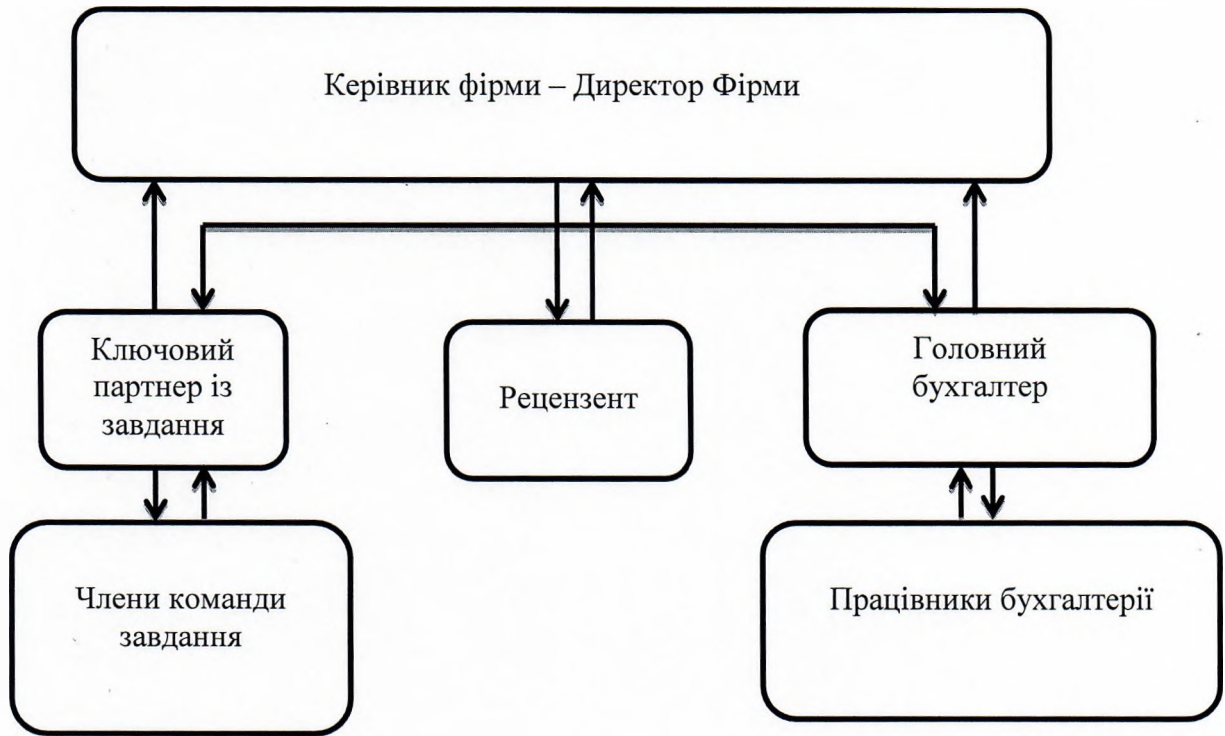 Керівник фірми – Директор Фірми
Ключовий
партнер із
завдання
Рецензент
Головний
бухгалтер
Члени команди
завдання
Працівники бухгалтерії